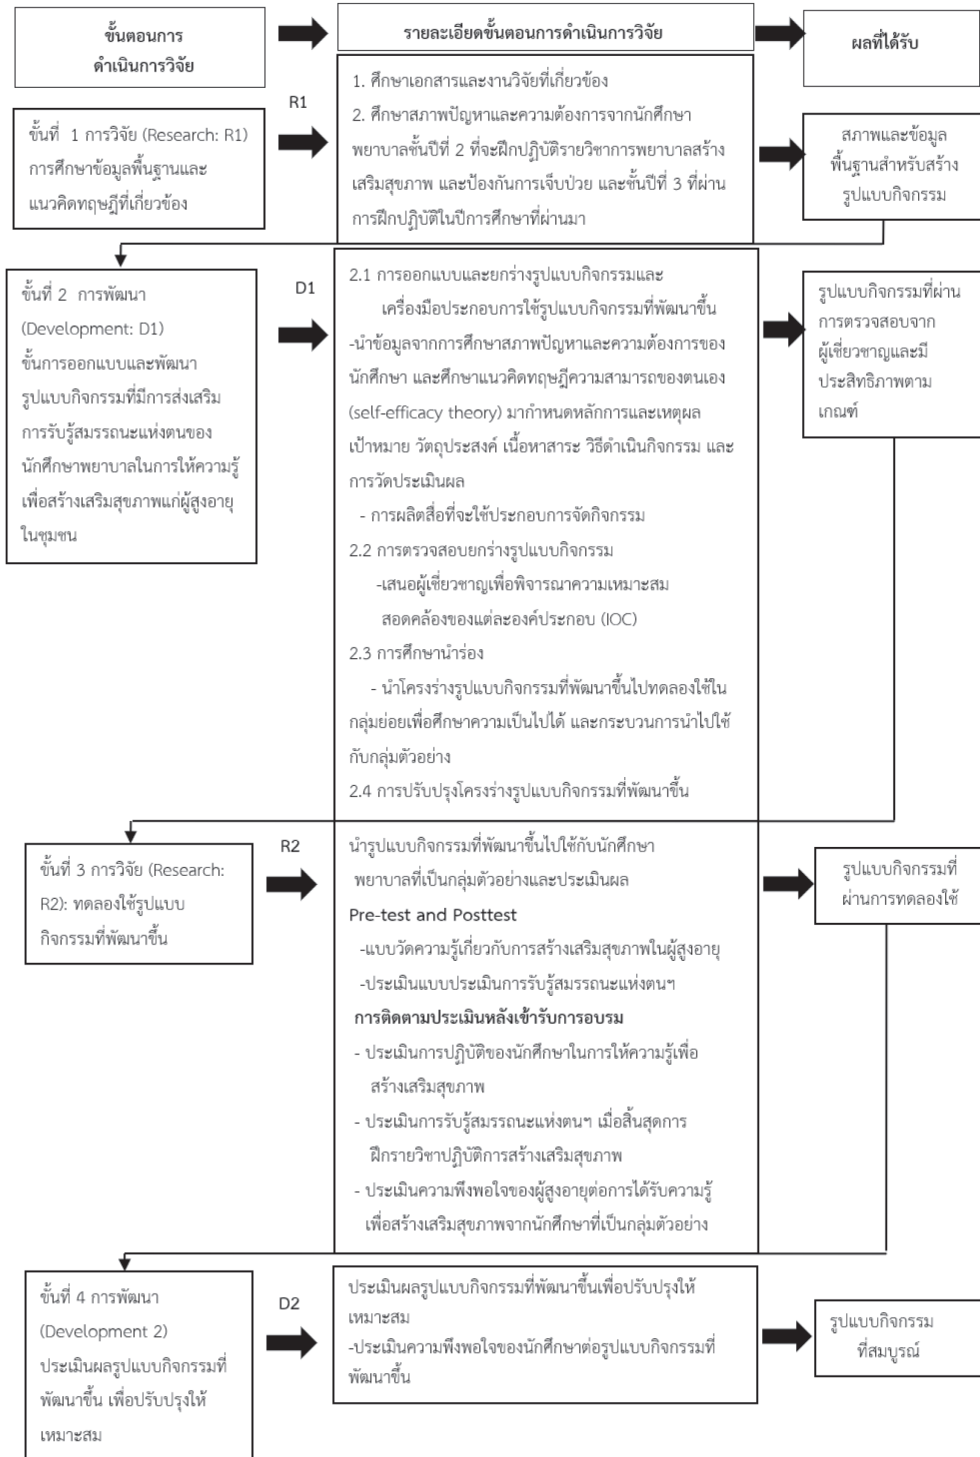 ขั้นตอนการ
ดำเนินการวิจัย
รายละเอียดขั้นตอนการดำเนินการวิจัย
ผลที่ได้รับ
ขั้นที่ 1 การวิจัย (Research: R1)
การศึกษาข้อมูลพื้นฐานและ
แนวคิดทฤษฎีที่เกี่ยวข้อง
R1
1. ศึกษาเอกสารและงานวิจัยที่เกี่ยวข้อง
2. ศึกษาสภาพปัญหาและความต้องการจากนักศึกษา
พยาบาลชั้นปีที่ 2 ที่จะฝึกปฏิบัติรายวิชาการพยาบาลสร้าง
เสริมสุขภาพ และป้องกันการเจ็บป่วย และชั้นปีที่ 3 ที่ผ่าน
การฝึกปฏิบัติในปีการศึกษาที่ผ่านมา
สภาพและข้อมูล
พื้นฐานสำหรับสร้าง
รูปแบบกิจกรรม
ขั้นที่ 2 การพัฒนา
(Development: D1)
ขั้นการออกแบบและพัฒนา
รูปแบบกิจกรรมที่มีการส่งเสริม
การรับรู้สมรรถนะแห่งตนของ
นักศึกษาพยาบาลในการให้ความรู้
เพื่อสร้างเสริมสุขภาพแก่ผู้สูงอายุ
ในชุมชน
D1
2.1 การออกแบบและยกร่างรูปแบบกิจกรรมและ
เครื่องมือประกอบการใช้รูปแบบกิจกรรมที่พัฒนาขึ้น
-นำข้อมูลจากการศึกษาสภาพปัญหาและความต้องการของ
นักศึกษา และศึกษาแนวคิดทฤษฎีความสามารถของตนเอง
(self-efficacy theory) มากำหนดหลักการและเหตุผล
เป้าหมาย วัตถุประสงค์ เนื้อหาสาระ วิธีดำเนินกิจกรรม และ
การวัดประเมินผล
- การผลิตสื่อที่จะใช้ประกอบการจัดกิจกรรม
2.2 การตรวจสอบยกร่างรูปแบบกิจกรรม
-เสนอผู้เชี่ยวชาญเพื่อพิจารณาความเหมาะสม
สอดคล้องของแต่ละองค์ประกอบ (IOC)
2.3 การศึกษานำร่อง
- นำโครงร่างรูปแบบกิจกรรมที่พัฒนาขึ้นไปทดลองใช้ใน
กลุ่มย่อยเพื่อศึกษาความเป็นไปได้ และกระบวนการนำไปใช้
กับกลุ่มตัวอย่าง
2.4 การปรับปรุงโครงร่างรูปแบบกิจกรรมที่พัฒนาขึ้น
รูปแบบกิจกรรมที่ผ่าน
การตรวจสอบจาก
ผู้เชี่ยวชาญและมี
ประสิทธิภาพตาม
เกณฑ์
ขั้นที่ 3 การวิจัย (Research:
R2): ทดลองใช้รูปแบบ
กิจกรรมที่พัฒนาขึ้น
R2
นำรูปแบบกิจกรรมที่พัฒนาขึ้นไปใช้กับนักศึกษา
พยาบาลที่เป็นกลุ่มตัวอย่างและประเมินผล
Pre-test and Posttest
-แบบวัดความรู้เกี่ยวกับการสร้างเสริมสุขภาพในผู้สูงอายุ
-ประเมินแบบประเมินการรับรู้สมรรถนะแห่งตนฯ
การติดตามประเมินหลังเข้ารับการอบรม
- ประเมินการปฏิบัติของนักศึกษาในการให้ความรู้เพื่อ
สร้างเสริมสุขภาพ
- ประเมินการรับรู้สมรรถนะแห่งตนฯ เมื่อสิ้นสุดการ
ฝึกรายวิชาปฏิบัติการสร้างเสริมสุขภาพ
- ประเมินความพึงพอใจของผู้สูงอายุต่อการได้รับความรู้
เพื่อสร้างเสริมสุขภาพจากนักศึกษาที่เป็นกลุ่มตัวอย่าง
รูปแบบกิจกรรมที่
ผ่านการทดลองใช้
ขั้นที่ 4 การพัฒนา
(Development 2)
ประเมินผลรูปแบบกิจกรรมที่
พัฒนาขึ้น เพื่อปรับปรุงให้
เหมาะสม
D2
ประเมินผลรูปแบบกิจกรรมที่พัฒนาขึ้นเพื่อปรับปรุงให้
เหมาะสม
-ประเมินความพึงพอใจของนักศึกษาต่อรูปแบบกิจกรรมที่
พัฒนาขึ้น
รูปแบบกิจกรรม
ที่สมบูรณ์